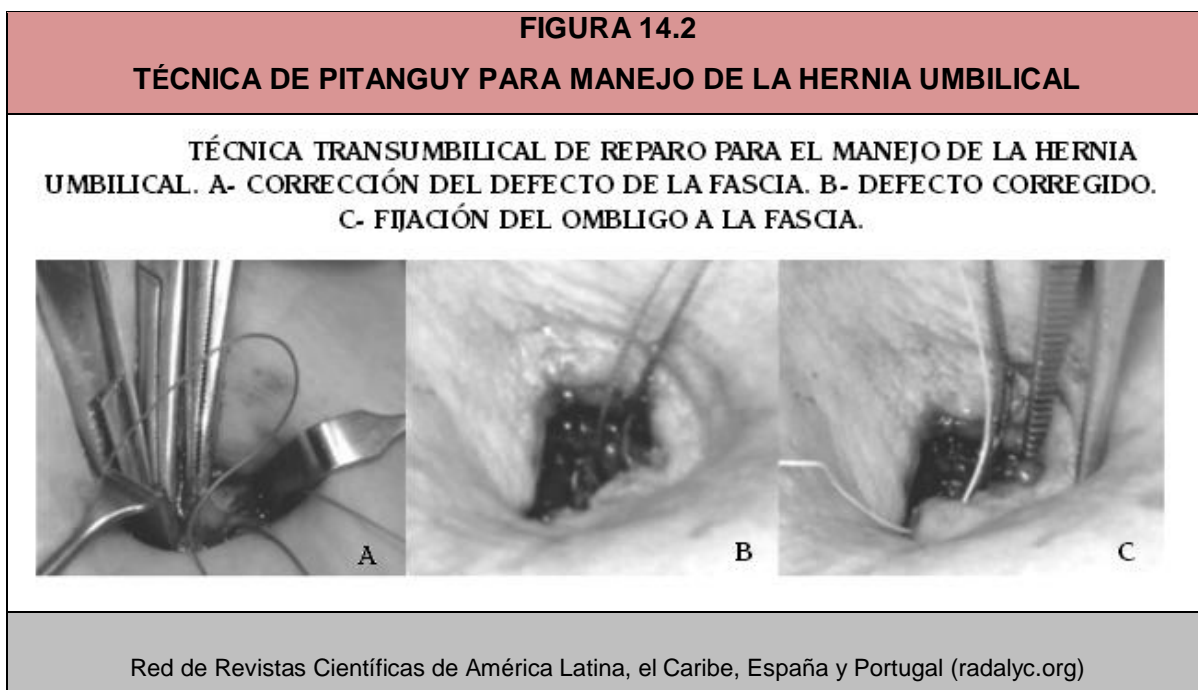 FIGURA 14.2
TÉCNICA DE PITANGUY PARA MANEJO DE LA HERNIA UMBILICAL
TÉCNICA TRANSUMBILICAL DE REPARO PARA EL MANEJO DE LA HERNIA
UMBILICAL. A- CORRECCIÓN DEL DEFECTO DE LA FASCIA. B- DEFECTO CORREGIDO.
C- FIJACIÓN DEL OMBLIGO A LA FASCIA.
A
B
C
Red de Revistas Científicas de América Latina, el Caribe, España y Portugal (radalyc.org)